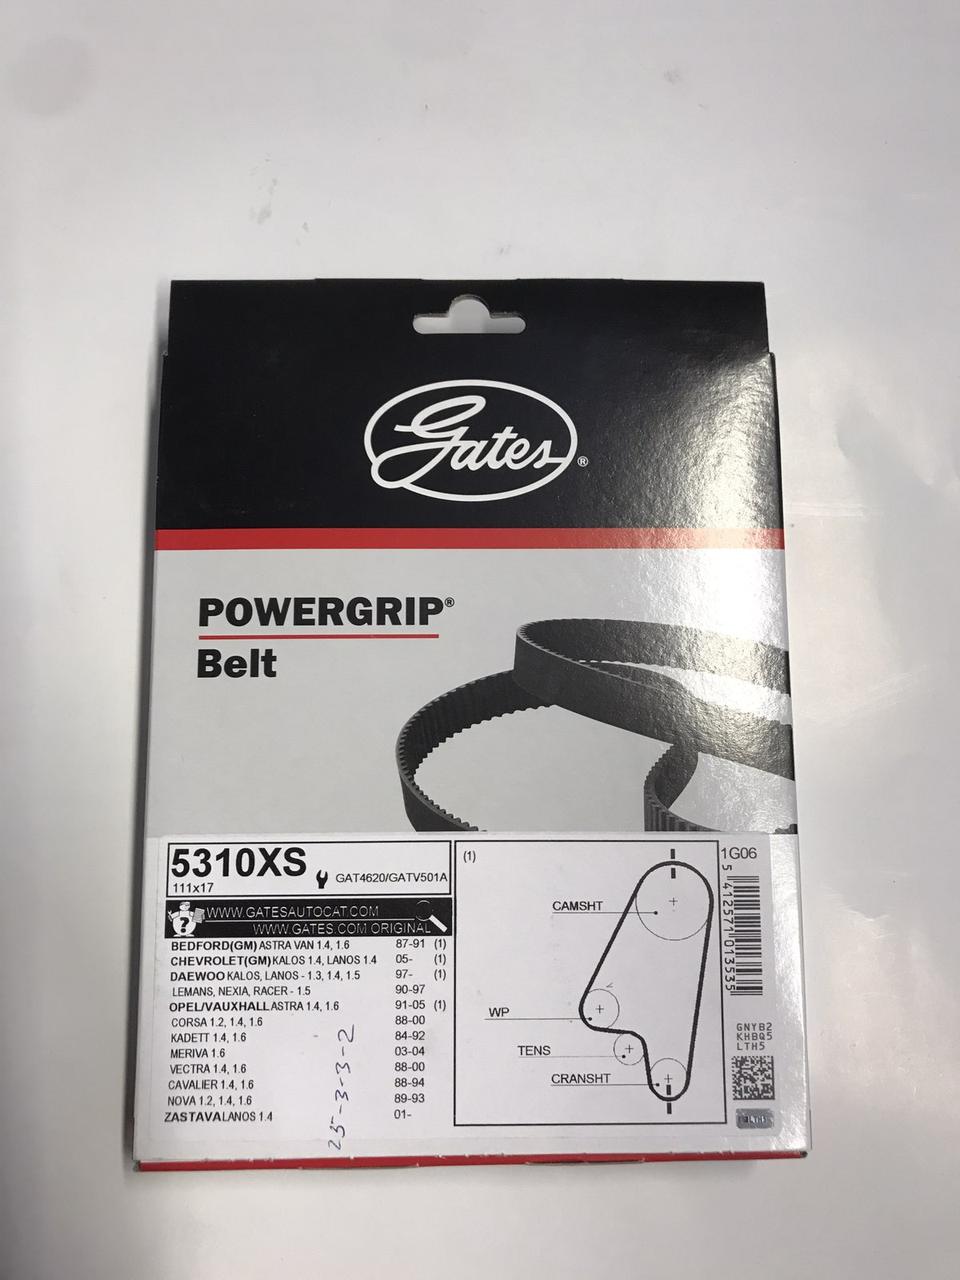 Gates®
POWERGRIP®
Belt
5310XS GAT4620/GATV501A
111x17
WWW.GATESAUTOCAT.COM
WWW.GATES.COM ORIGINAL
BEDFORD(GM) ASTRA VAN 1.4, 1.6 87-91 (1)
CHEVROLET(GM) KALOS 1.4, LANOS 1.4 05- (1)
DAEWOO KALOS, LANOS - 1.3, 1.4, 1.5 97- (1)
LEMANS, NEXIA, RACER - 1.5 90-97
OPEL/VAUXHALL ASTRA 1.4, 1.6 91-05 (1)
CORSA 1.2, 1.4, 1.6 88-00
KADETT 1.4, 1.6 84-92
MERIVA 1.6 03-04
VECTRA 1.4, 1.6 88-00
CAVALIER 1.4, 1.6 88-94
NOVA 1.2, 1.4, 1.6 89-93
ZASTAVA LANOS 1.4 01-
25-3-3-2
(1)
CAMSHT
WP
TENS
CRANSHT
1G06
5 412571 013535
GNYB2
KHBQ5
LTH5